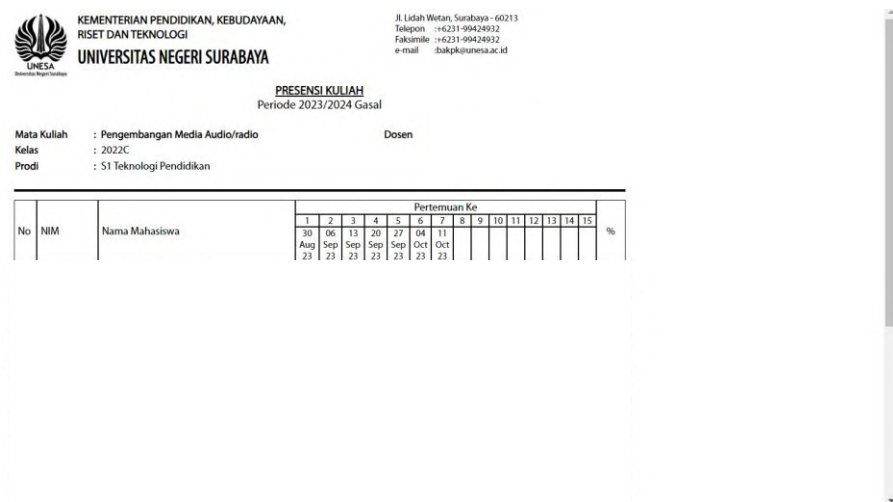 UNESA
Universitas Negeri Surabaya
KEMENTERIAN PENDIDIKAN, KEBUDAYAAN,
RISET DAN TEKNOLOGI
UNIVERSITAS NEGERI SURABAYA
Jl. Lidah Wetan, Surabaya - 60213
Telepon :+6231-99424932
Faksimile :+6231-99424932
e-mail :bakpk@unesa.ac.id
PRESENSI KULIAH
Periode 2023/2024 Gasal
Mata Kuliah : Pengembangan Media Audio/radio Dosen
Kelas : 2022C
Prodi : S1 Teknologi Pendidikan
Pertemuan Ke
No NIM Nama Mahasiswa 1 2 3 4 5 6 7 8 9 10 11 12 13 14 15 %
30 06 13 20 27 04 11
Aug Sep Sep Sep Sep Oct Oct
23 23 23 23 23 23 23